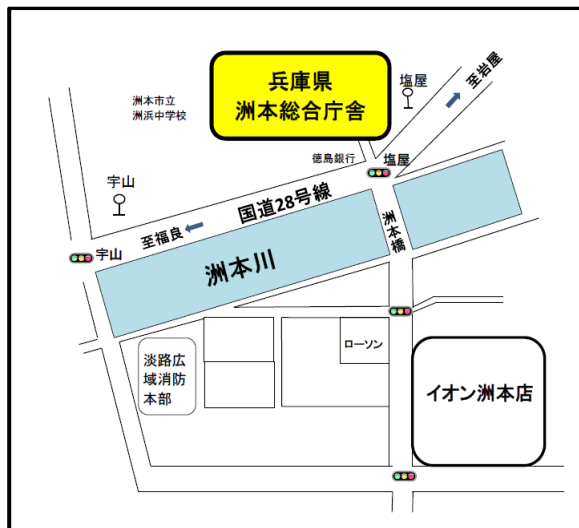 兵庫県
洲本総合庁舎
塩屋
至岩屋
洲本市立
洲浜中学校
徳島銀行
塩屋
宇山
国道28号線
至福良
宇山
洲本川
洲本橋
ローソン
淡路広
域消防
本部
イオン洲本店